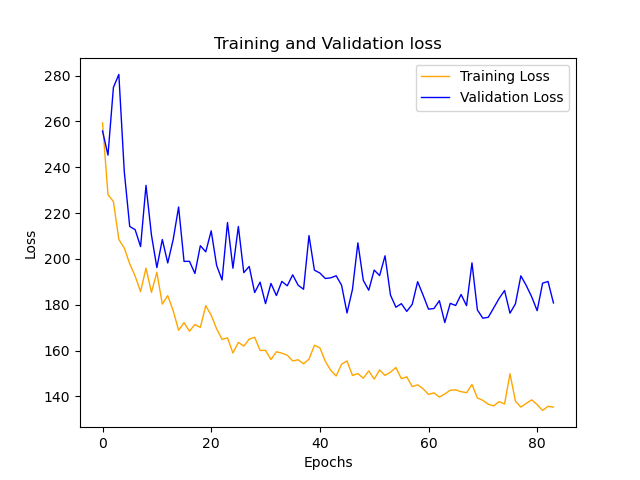 Training and Validation loss
Training Loss
Validation Loss
280
260
240
220
200
180
160
140
Loss
0 20 40 60 80
Epochs